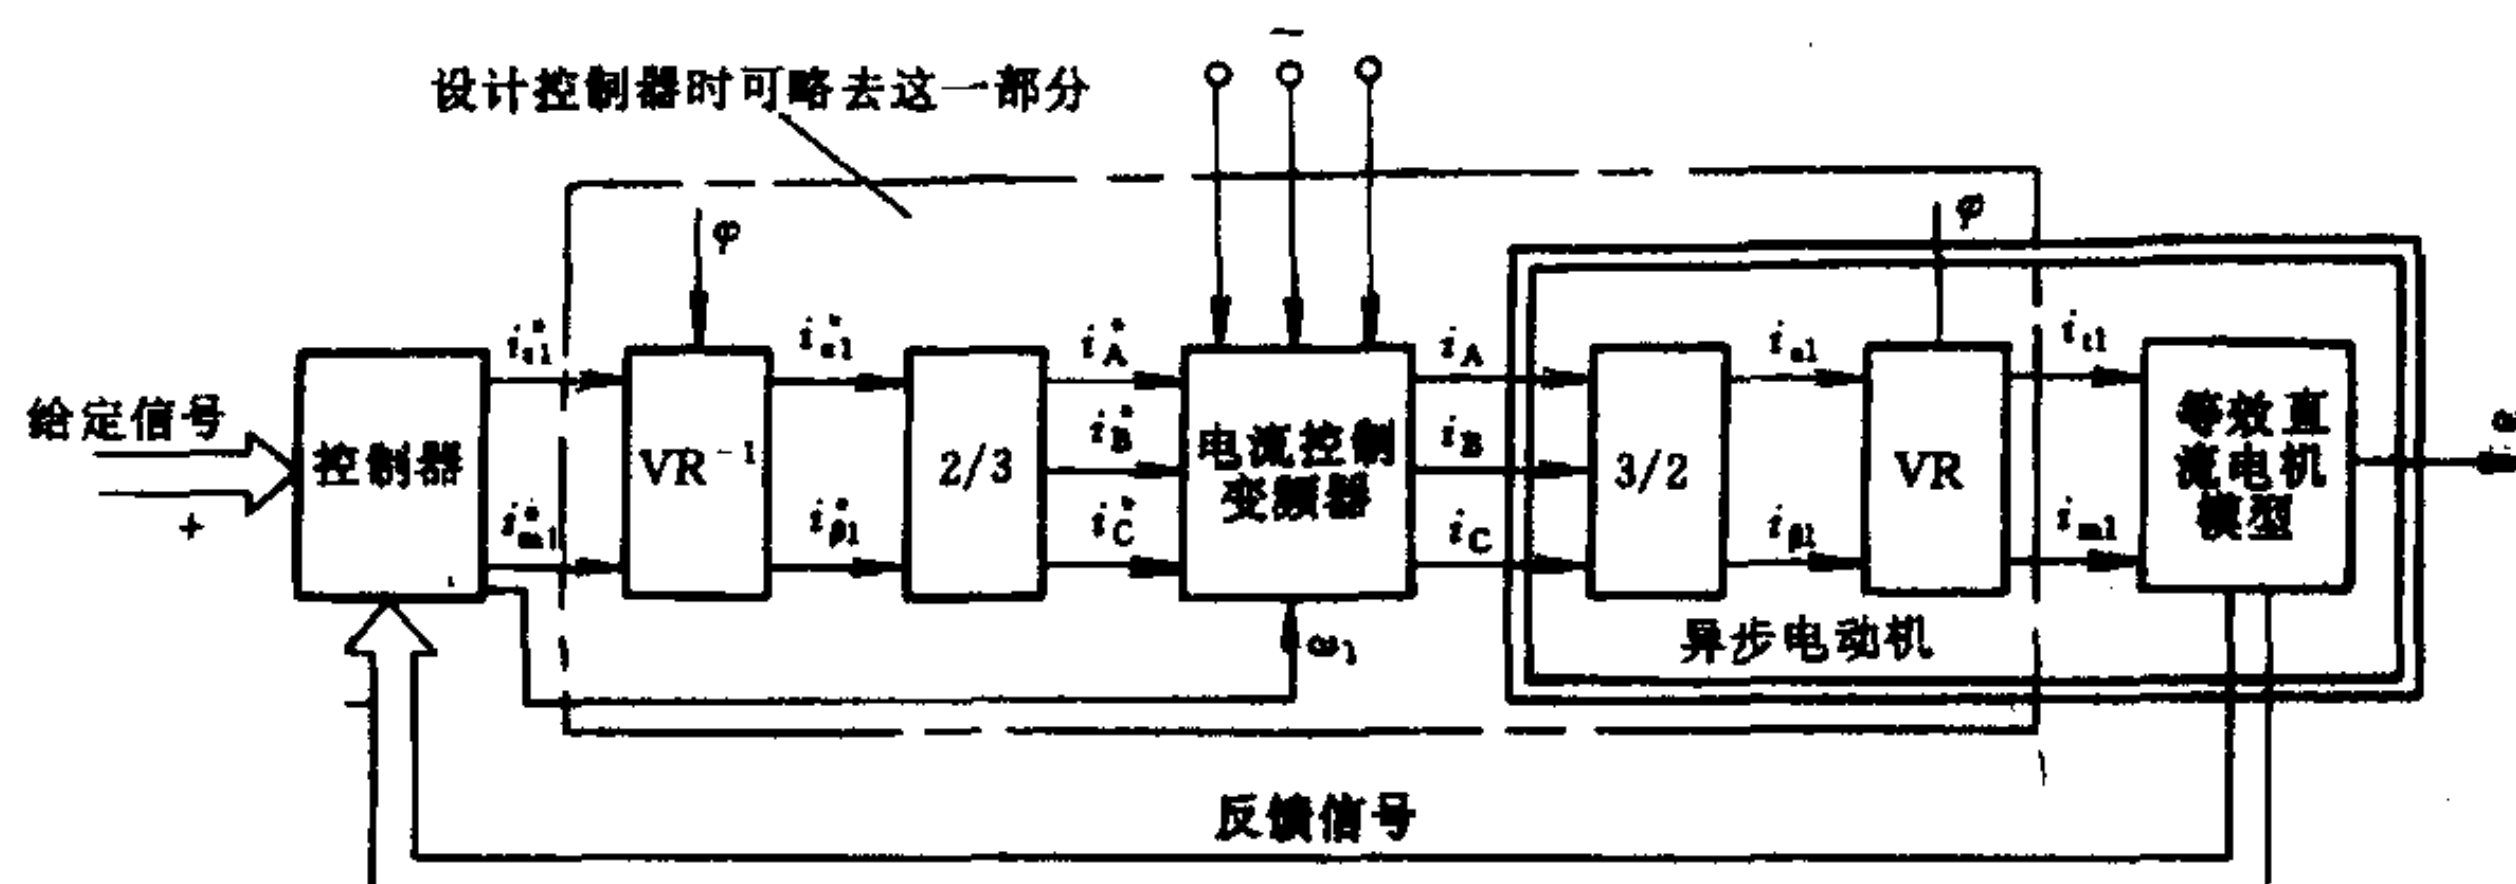 ~
设计控制器时可略去这一部分
φ
φ
i*t1
i*α1
i*A
iA
iα1
it1
给定信号
+
控制器
VR⁻¹
2/3
i*B
电流控制
变频器
iB
3/2
VR
等效直
流电机
模型
ω
i*m1
i*β1
i*C
iC
iβ1
im1
异步电动机
ω1
−
反馈信号